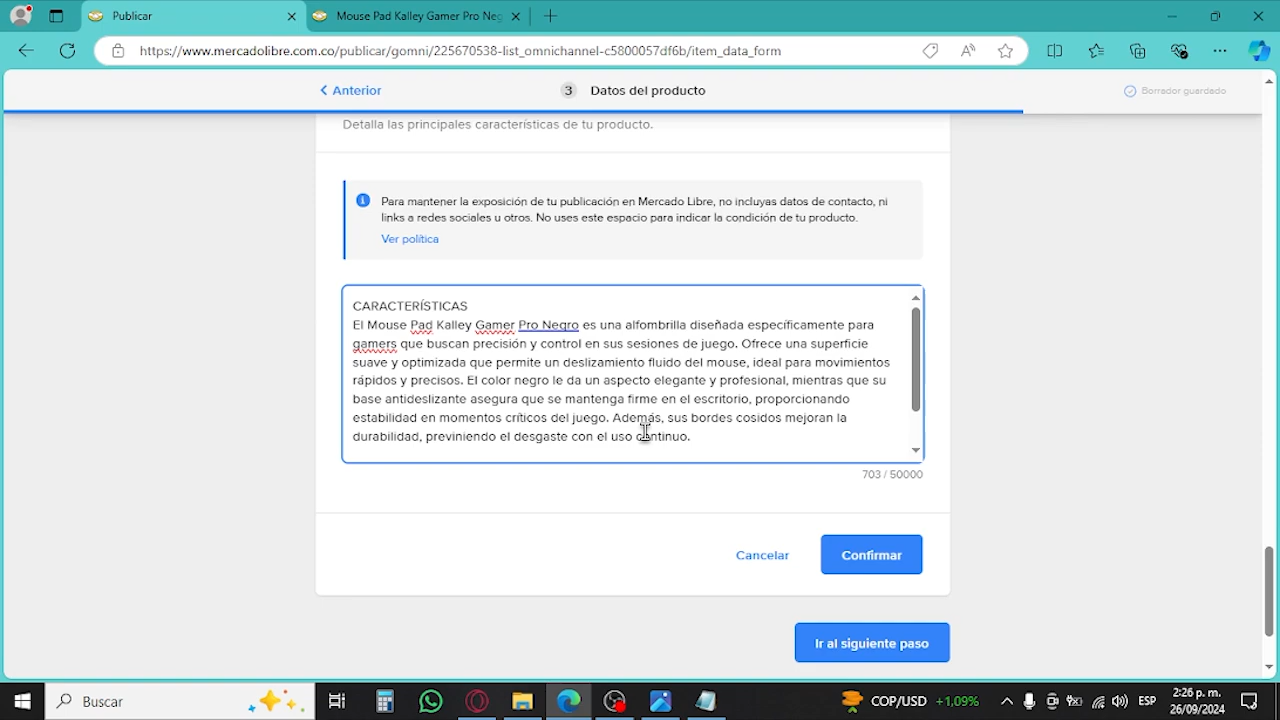 Publicar
Mouse Pad Kalley Gamer Pro Neg
https://www.mercadolibre.com.co/publicar/gomni/225670538-list_omnichannel-c5800057df6b/item_data_form
Anterior
3 Datos del producto
Borrador guardado
Detalla las principales características de tu producto.
Para mantener la exposición de tu publicación en Mercado Libre, no incluyas datos de contacto, ni
links a redes sociales u otros. No uses este espacio para indicar la condición de tu producto.
Ver política
CARACTERÍSTICAS
El Mouse Pad Kalley Gamer Pro Negro es una alfombrilla diseñada específicamente para
gamers que buscan precisión y control en sus sesiones de juego. Ofrece una superficie
suave y optimizada que permite un deslizamiento fluido del mouse, ideal para movimientos
rápidos y precisos. El color negro le da un aspecto elegante y profesional, mientras que su
base antideslizante asegura que se mantenga firme en el escritorio, proporcionando
estabilidad en momentos críticos del juego. Además, sus bordes cosidos mejoran la
durabilidad, previniendo el desgaste con el uso continuo.
703 / 50000
Cancelar
Confirmar
Ir al siguiente paso
Buscar
COP/USD +1,09%
ESP
2:26 p. m.
26/09/2024